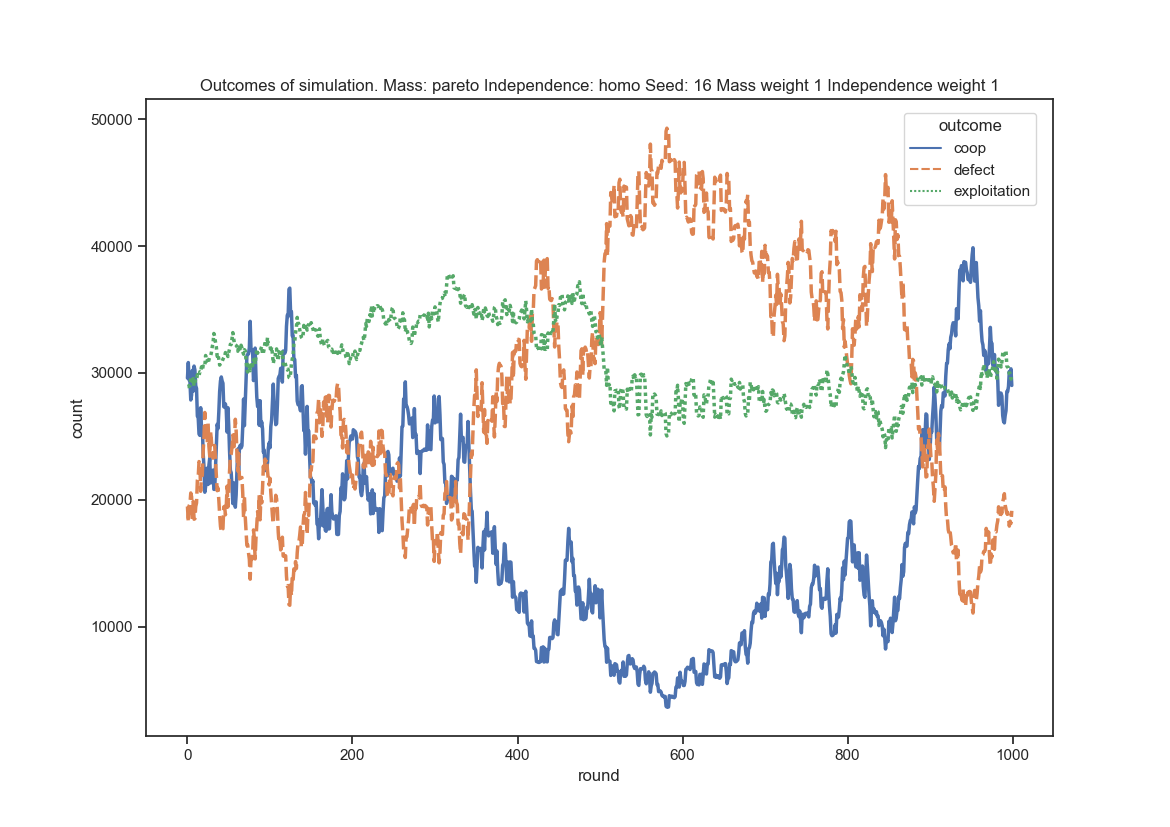 Outcomes of simulation. Mass: pareto Independence: homo Seed: 16 Mass weight 1 Independence weight 1
outcome
coop
defect
exploitation
50000
40000
30000
20000
10000
count
0 200 400 600 800 1000
round